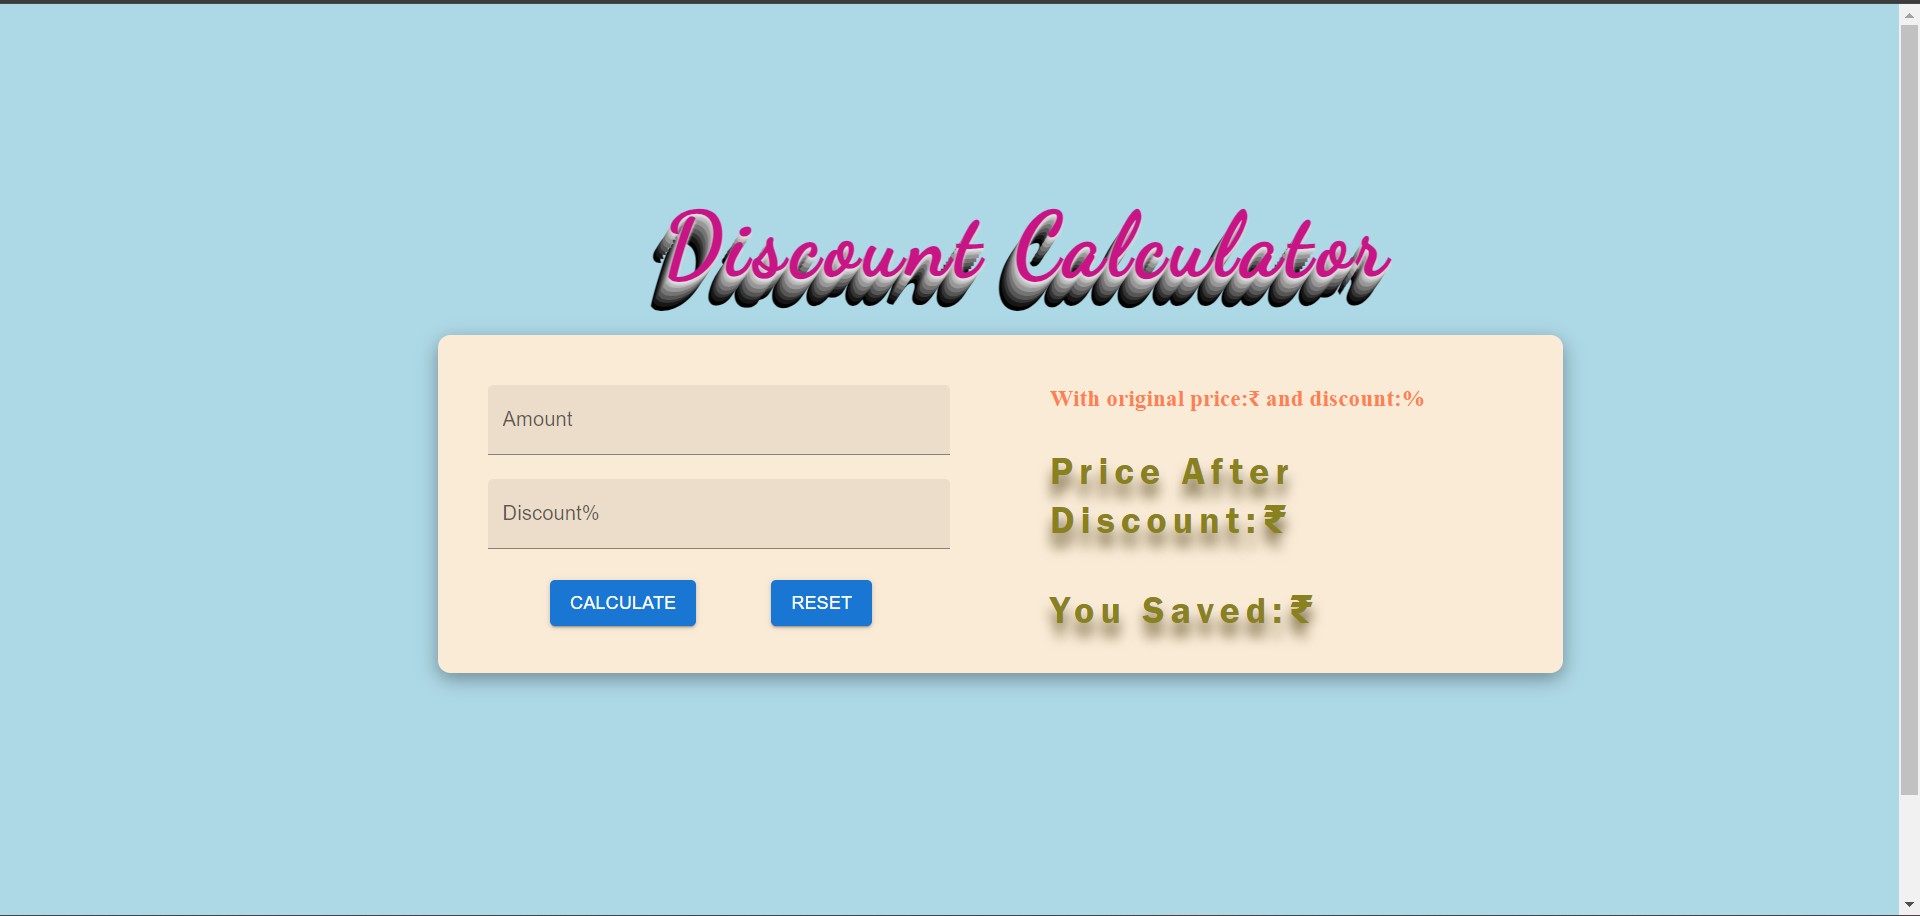 Discount Calculator
Amount
Discount%
CALCULATE
RESET
With original price:₹ and discount:%
Price After
Discount:₹
You Saved:₹